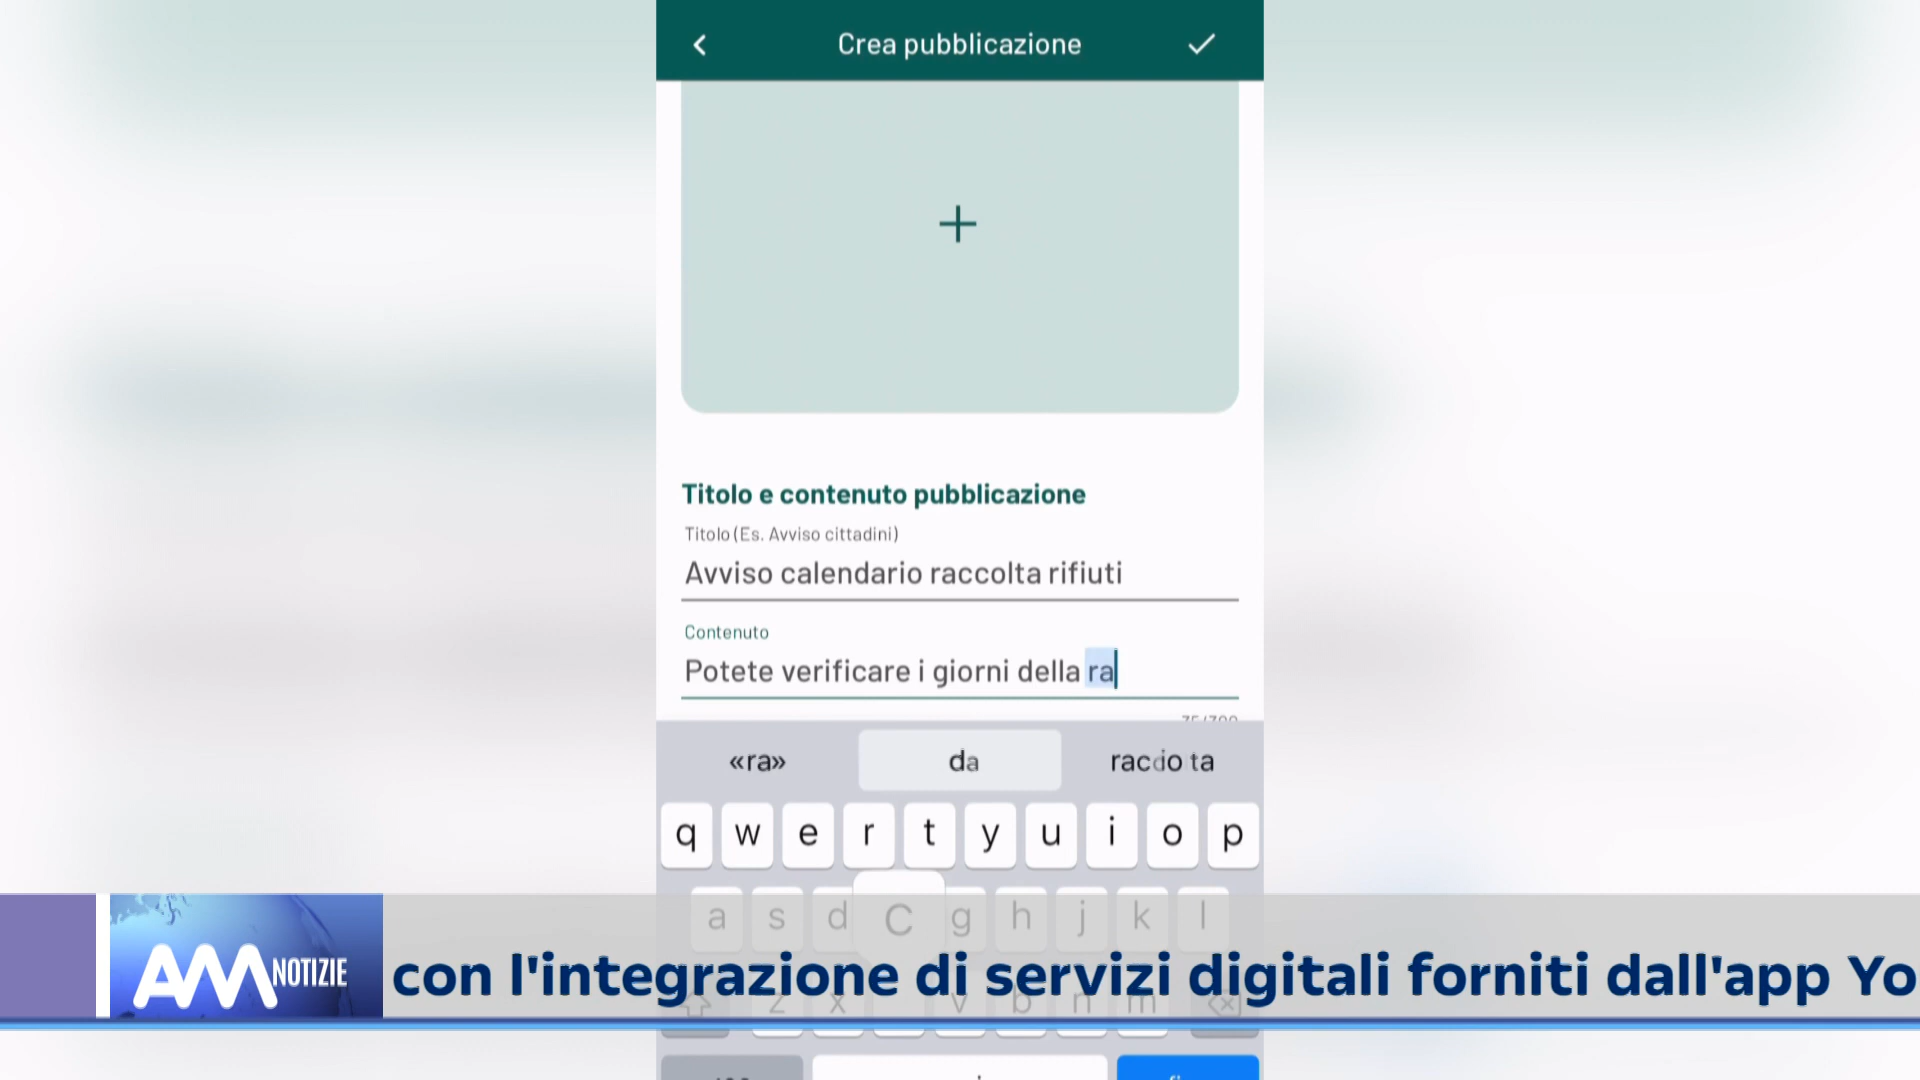 Crea pubblicazione
Titolo e contenuto pubblicazione
Titolo (Es. Avviso cittadini)
Avviso calendario raccolta rifiuti
Contenuto
Potete verificare i giorni della ra
«ra» da
q w e r t y u i o p
a s d C g h j k l
z x v b n m
AM NOTIZIE con l'integrazione di servizi digitali forniti dall'app Yo